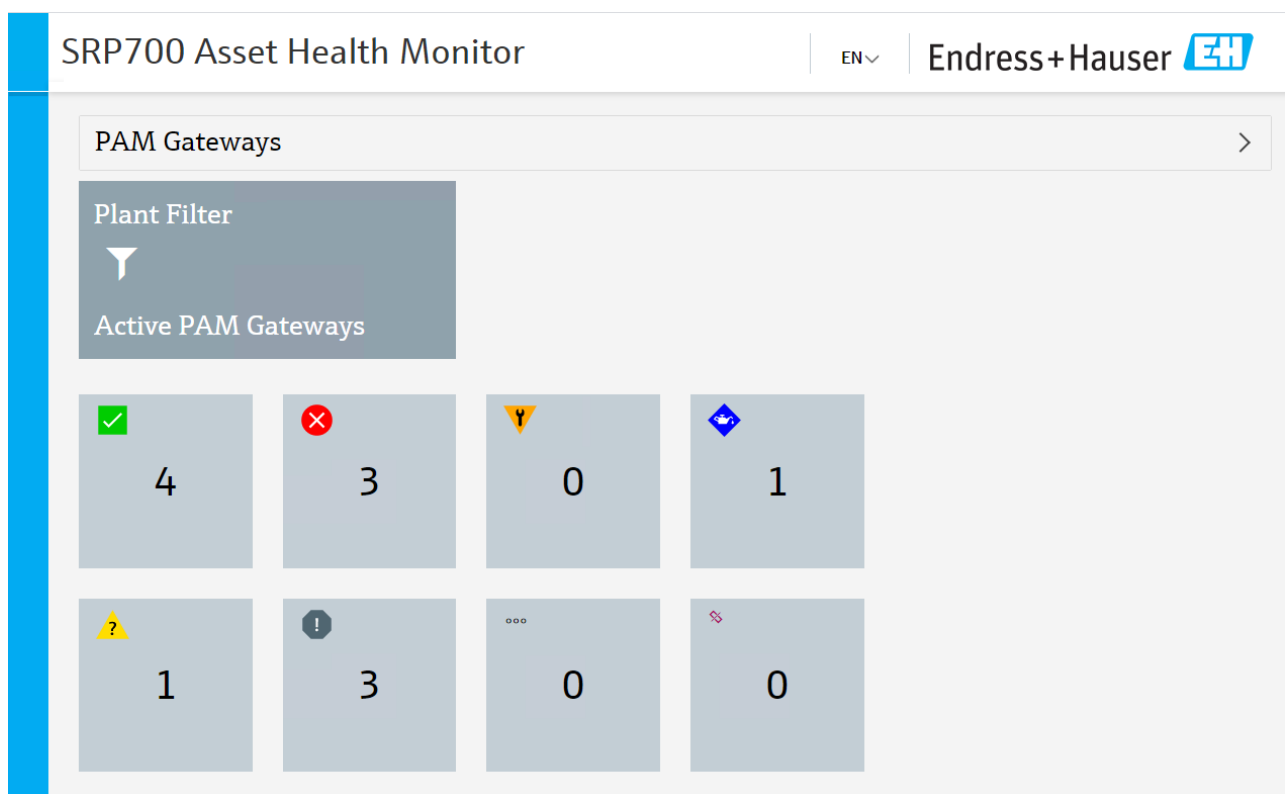 SRP700 Asset Health Monitor
EN
Endress+Hauser EH
PAM Gateways
Plant Filter
Active PAM Gateways
4
3
0
1
?
1
!
3
0
0